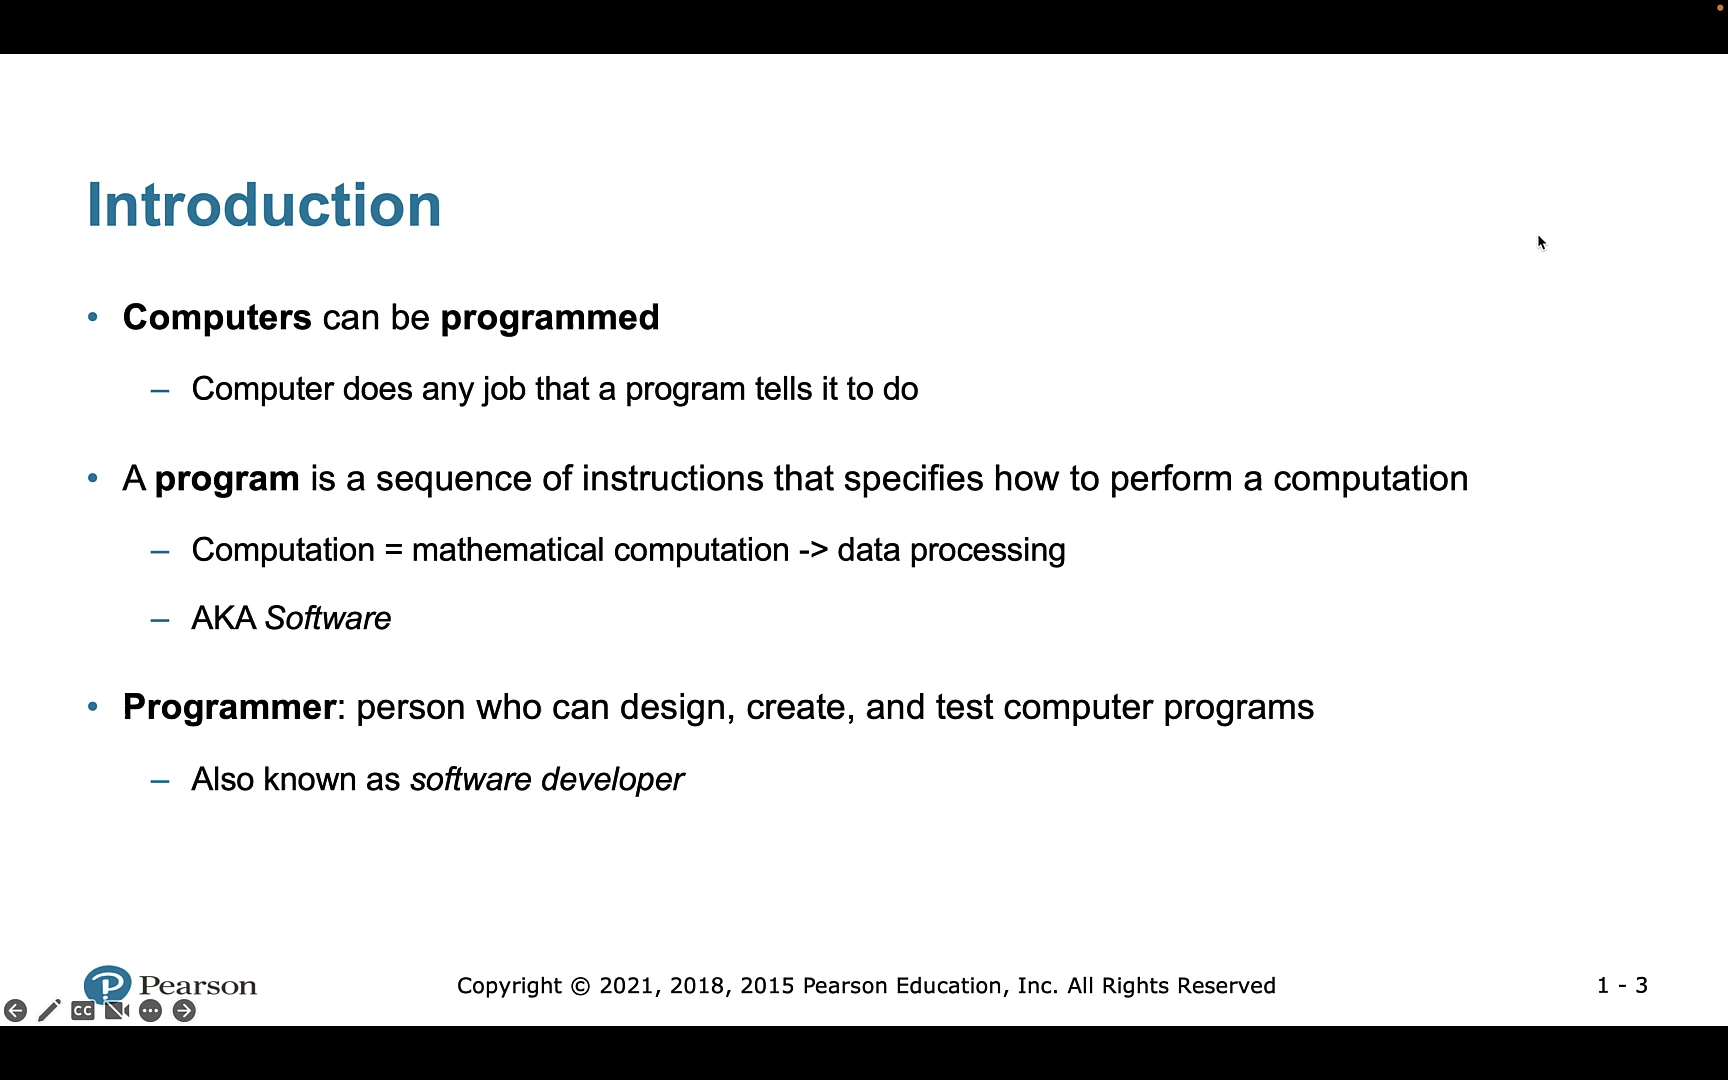 Introduction
• Computers can be programmed
– Computer does any job that a program tells it to do
• A program is a sequence of instructions that specifies how to perform a computation
– Computation = mathematical computation -> data processing
– AKA Software
• Programmer: person who can design, create, and test computer programs
– Also known as software developer
P Pearson
Copyright © 2021, 2018, 2015 Pearson Education, Inc. All Rights Reserved
1 - 3
CC